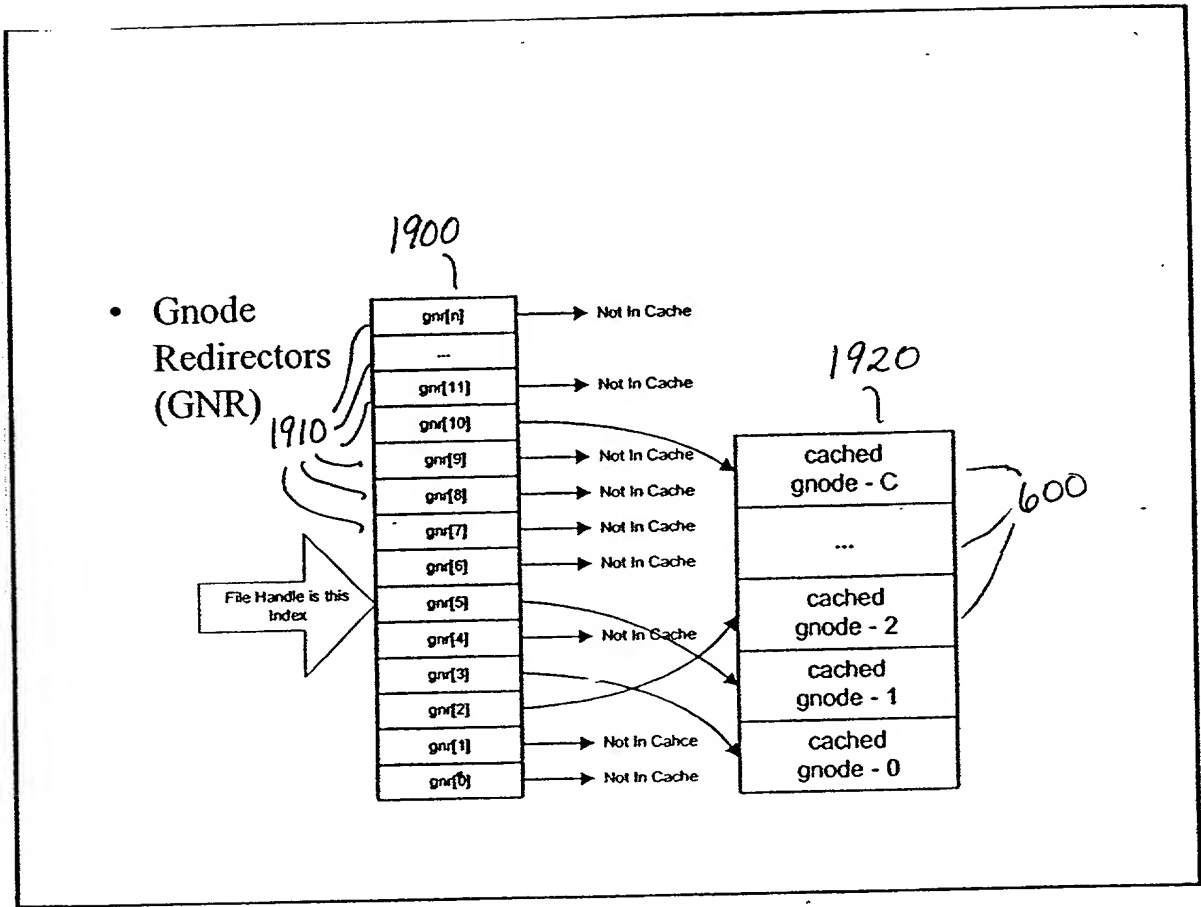 1900
• Gnode
Redirectors
(GNR)
1910
gnr[n]
Not In Cache
...
gnr[11]
Not In Cache
gnr[10]
gnr[9]
Not In Cache
gnr[8]
Not In Cache
gnr[7]
Not In Cache
gnr[6]
Not In Cache
File Handle is this
Index
gnr[5]
gnr[4]
Not In Cache
gnr[3]
gnr[2]
gnr[1]
Not In Cahce
gnr[0]
Not In Cache
1920
cached
gnode - C
...
cached
gnode - 2
cached
gnode - 1
cached
gnode - 0
600